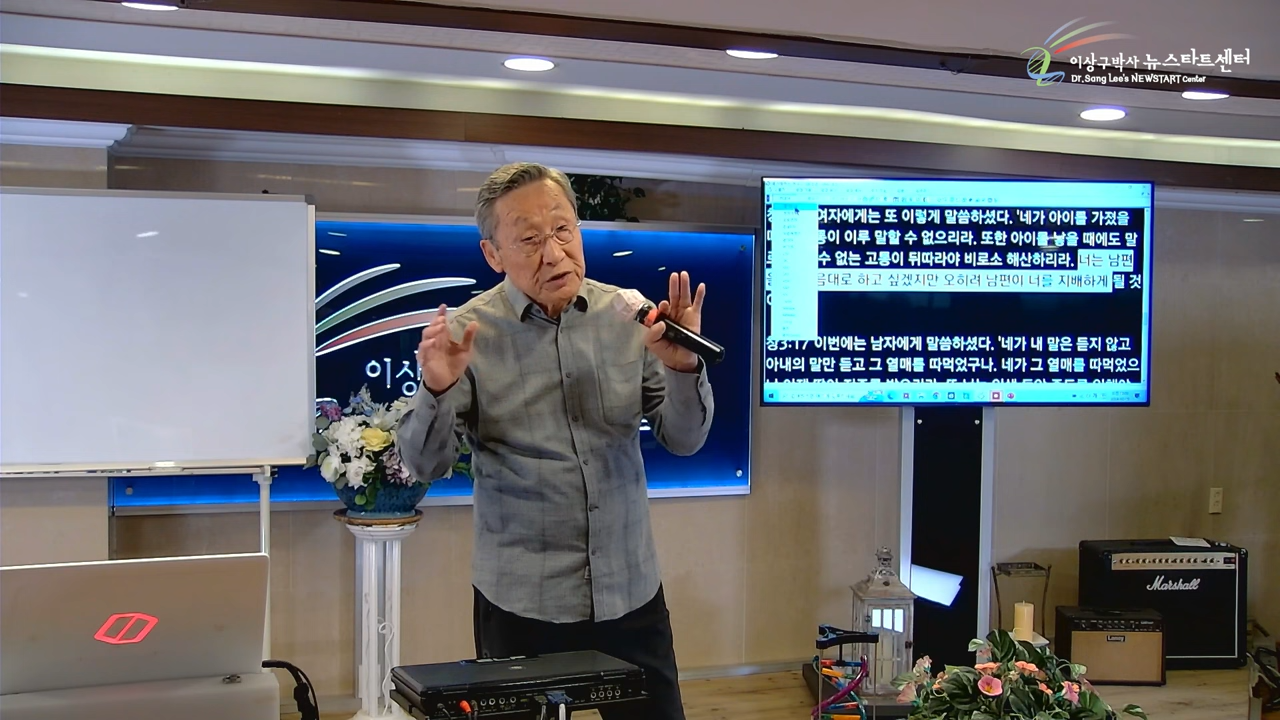 이상구박사 뉴스타트센터
Dr. Sang Lee's NEWSTART Center
여자에게는 또 이렇게 말씀하셨다. '네가 아이를 가졌을
통이 이루 말할 수 없으리라. 또한 아이를 낳을 때에도 말
수 없는 고통이 뒤따라야 비로소 해산하리라. 너는 남편
음대로 하고 싶겠지만 오히려 남편이 너를 지배하게 될 것
창3:17 이번에는 남자에게 말씀하셨다. '네가 내 말은 듣지 않고
아내의 말만 듣고 그 열매를 따먹었구나. 네가 그 열매를 따먹었으
이상
Marshall
Laney